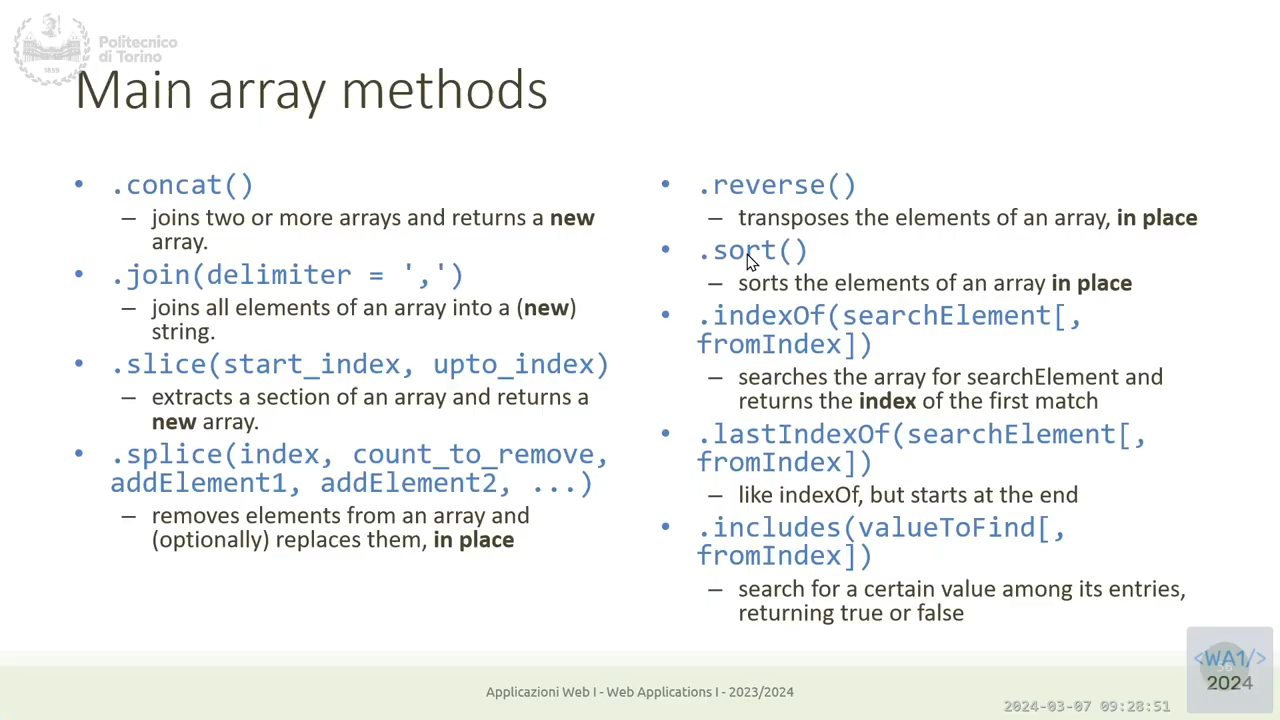 Politecnico
di Torino
1859
Main array methods
• .concat()
– joins two or more arrays and returns a new
array.
• .join(delimiter = ',')
– joins all elements of an array into a (new)
string.
• .slice(start_index, upto_index)
– extracts a section of an array and returns a
new array.
• .splice(index, count_to_remove,
addElement1, addElement2, ...)
– removes elements from an array and
(optionally) replaces them, in place
• .reverse()
– transposes the elements of an array, in place
• .sort()
– sorts the elements of an array in place
• .indexOf(searchElement[,
fromIndex])
– searches the array for searchElement and
returns the index of the first match
• .lastIndexOf(searchElement[,
fromIndex])
– like indexOf, but starts at the end
• .includes(valueToFind[,
fromIndex])
– search for a certain value among its entries,
returning true or false
Applicazioni Web I - Web Applications I - 2023/2024
<WA1/>
2024
2024-03-07 09:28:51